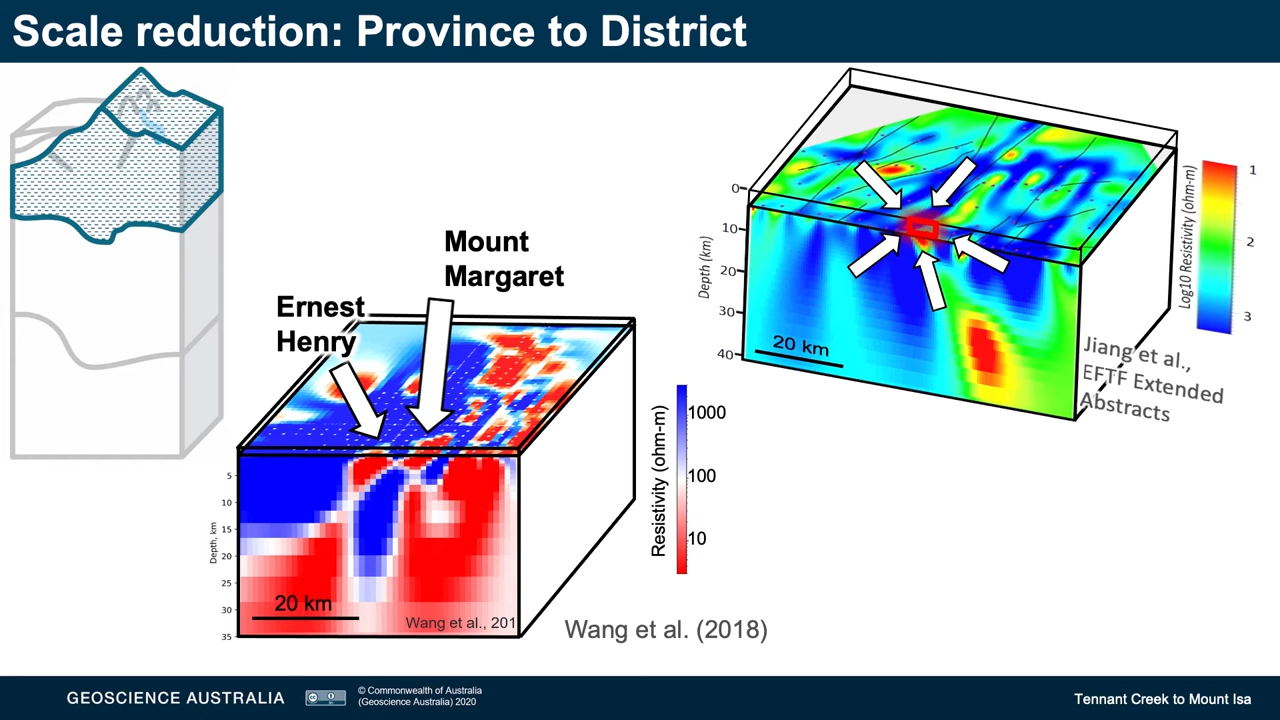 Scale reduction: Province to District
Mount
Margaret
Ernest
Henry
5
10
15
20
25
30
35
Depth, km
20 km
Wang et al., 201
Resistivity (ohm-m)
1000
100
10
Wang et al. (2018)
0
10
20
30
40
Depth (km)
20 km
Log10 Resistivity (ohm-m)
1
2
3
Jiang et al.,
EFTF Extended
Abstracts
GEOSCIENCE AUSTRALIA
© Commonwealth of Australia
(Geoscience Australia) 2020
Tennant Creek to Mount Isa